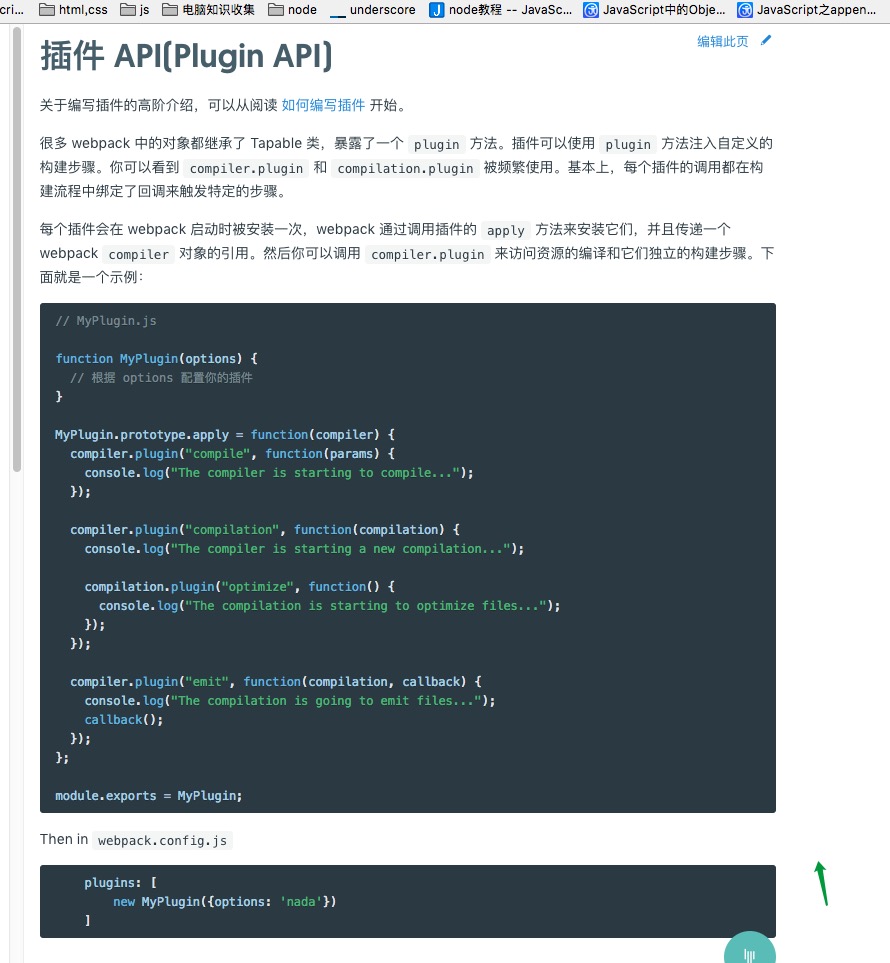 cri... html,css js 电脑知识收集 node underscore node教程 -- JavaSc... JavaScript中的Obje... JavaScript之appen...
插件 API(Plugin API)
编辑此页
关于编写插件的高阶介绍，可以从阅读 如何编写插件 开始。
很多 webpack 中的对象都继承了 Tapable 类，暴露了一个 plugin 方法。插件可以使用 plugin 方法注入自定义的
构建步骤。你可以看到 compiler.plugin 和 compilation.plugin 被频繁使用。基本上，每个插件的调用都在构
建流程中绑定了回调来触发特定的步骤。
每个插件会在 webpack 启动时被安装一次，webpack 通过调用插件的 apply 方法来安装它们，并且传递一个
webpack compiler 对象的引用。然后你可以调用 compiler.plugin 来访问资源的编译和它们独立的构建步骤。下
面就是一个示例：
// MyPlugin.js
function MyPlugin(options) {
  // 根据 options 配置你的插件
}
MyPlugin.prototype.apply = function(compiler) {
  compiler.plugin("compile", function(params) {
    console.log("The compiler is starting to compile...");
  });
  compiler.plugin("compilation", function(compilation) {
    console.log("The compiler is starting a new compilation...");
    compilation.plugin("optimize", function() {
      console.log("The compilation is starting to optimize files...");
    });
  });
  compiler.plugin("emit", function(compilation, callback) {
    console.log("The compilation is going to emit files...");
    callback();
  });
};
module.exports = MyPlugin;
Then in webpack.config.js
    plugins: [
        new MyPlugin({options: 'nada'})
    ]